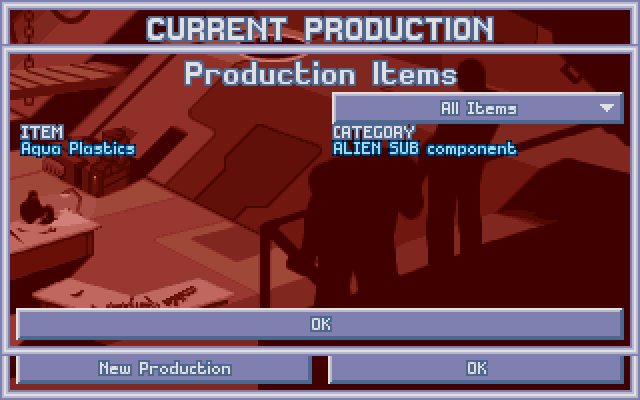 CURRENT PRODUCTION
Production Items
All Items
ITEM CATEGORY
Aqua Plastics ALIEN SUB component
OK
New Production OK